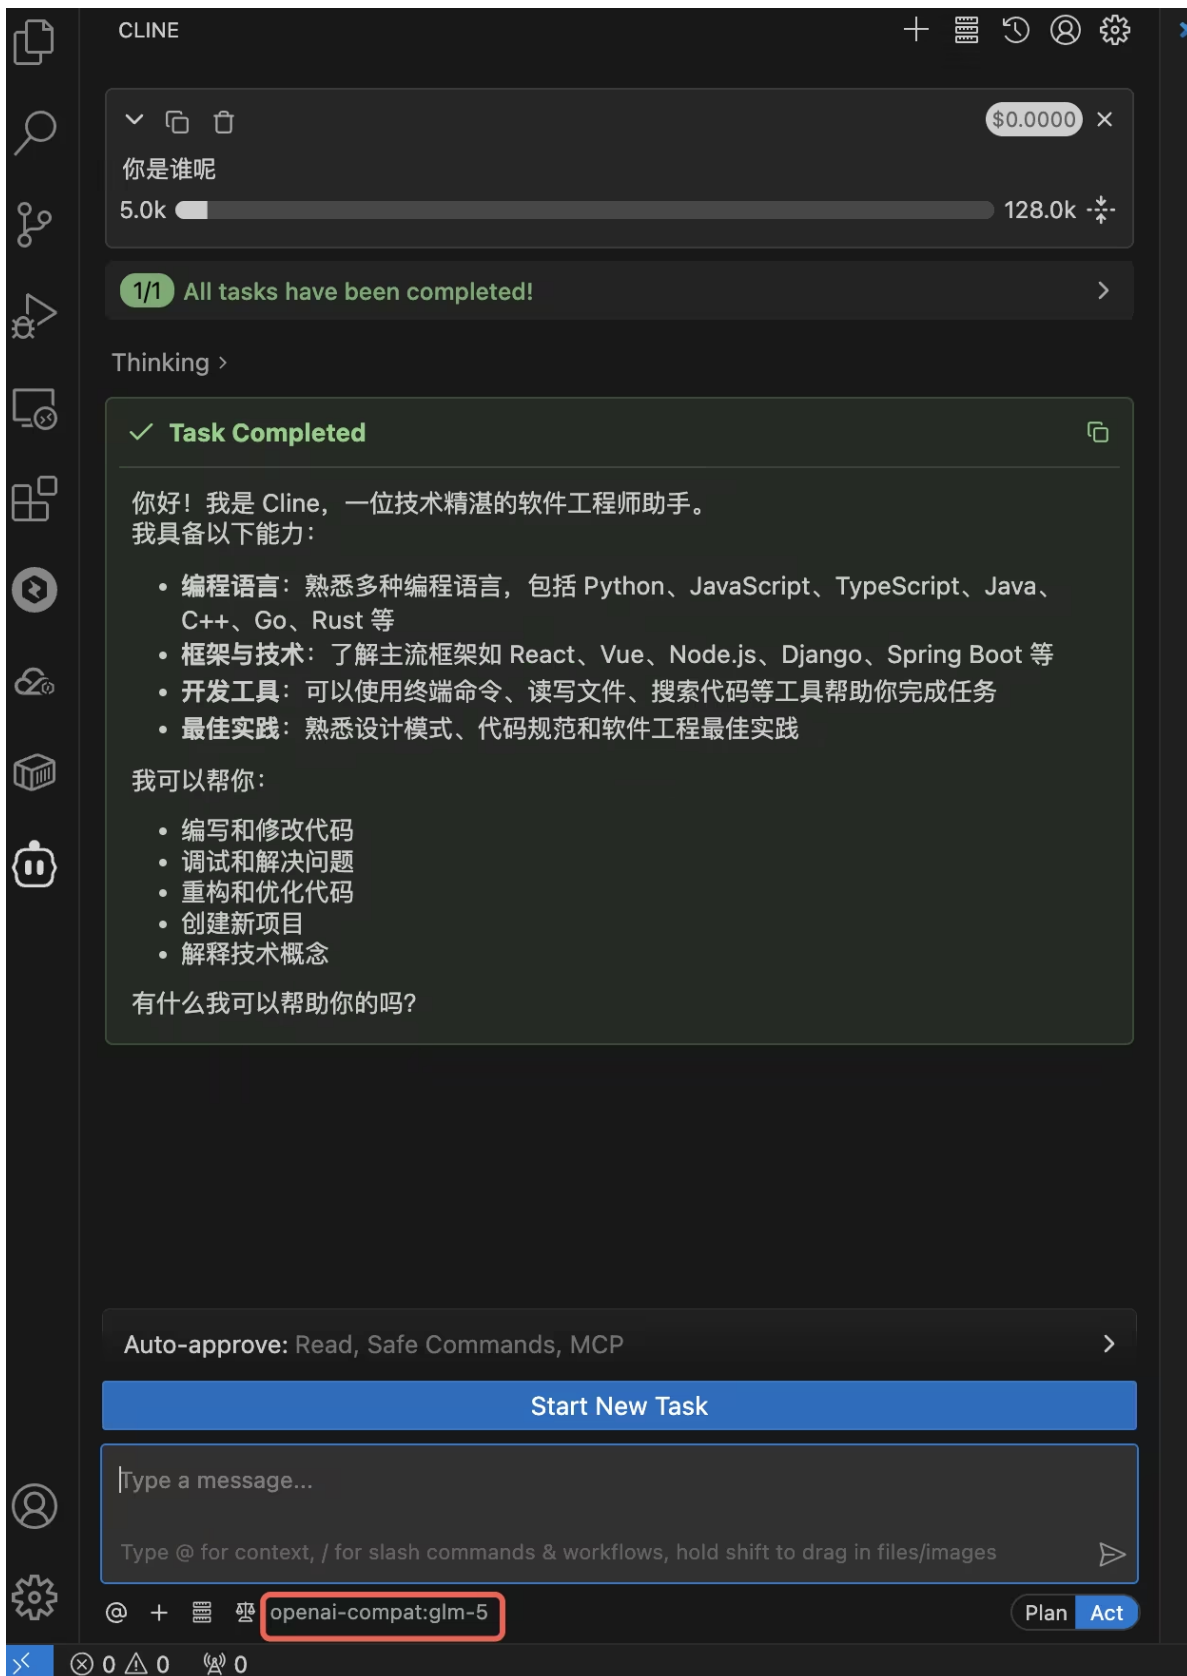 CLINE
$0.0000
你是谁呢
5.0k 128.0k
1/1 All tasks have been completed!
Thinking
Task Completed
你好！我是 Cline，一位技术精湛的软件工程师助手。
我具备以下能力：
• 编程语言：熟悉多种编程语言，包括 Python、JavaScript、TypeScript、Java、
C++、Go、Rust 等
• 框架与技术：了解主流框架如 React、Vue、Node.js、Django、Spring Boot 等
• 开发工具：可以使用终端命令、读写文件、搜索代码等工具帮助你完成任务
• 最佳实践：熟悉设计模式、代码规范和软件工程最佳实践
我可以帮你：
• 编写和修改代码
• 调试和解决问题
• 重构和优化代码
• 创建新项目
• 解释技术概念
有什么我可以帮助你的吗？
Auto-approve: Read, Safe Commands, MCP
Start New Task
Type a message...
Type @ for context, / for slash commands & workflows, hold shift to drag in files/images
@ + openai-compat:glm-5 Plan Act
0 0 0